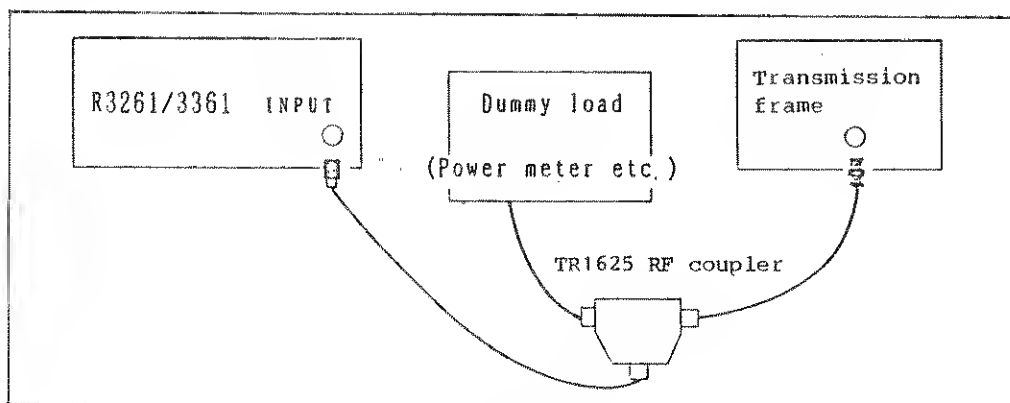 R3261/3361 INPUT
Dummy load
(Power meter etc.)
Transmission
frame
TR1625 RF coupler